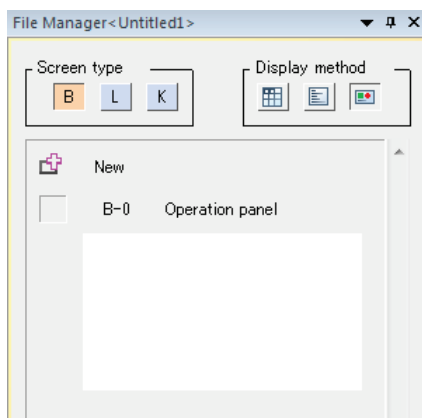 File Manager<Untitled1>
Screen type
Display method
B L K
New
B-0 Operation panel